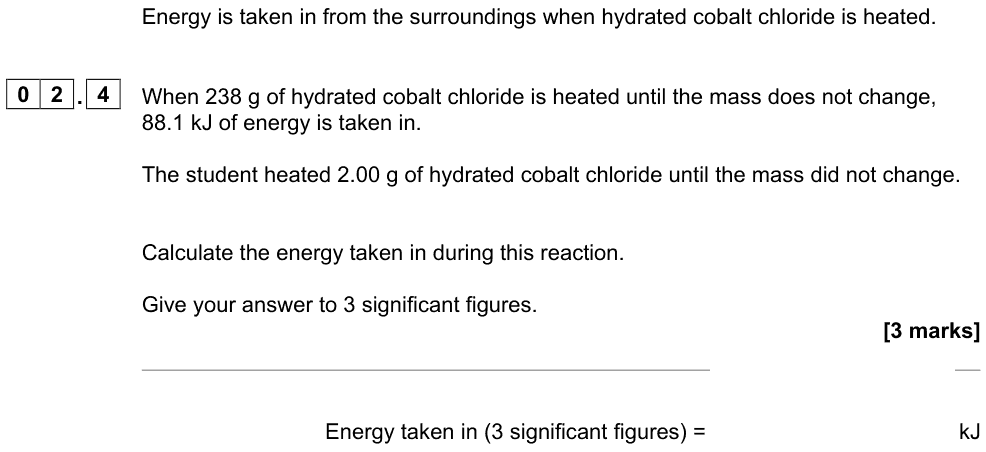 Energy is taken in from the surroundings when hydrated cobalt chloride is heated.
0 2 . 4 When 238 g of hydrated cobalt chloride is heated until the mass does not change,
88.1 kJ of energy is taken in.
The student heated 2.00 g of hydrated cobalt chloride until the mass did not change.
Calculate the energy taken in during this reaction.
Give your answer to 3 significant figures.
[3 marks]
Energy taken in (3 significant figures) = kJ